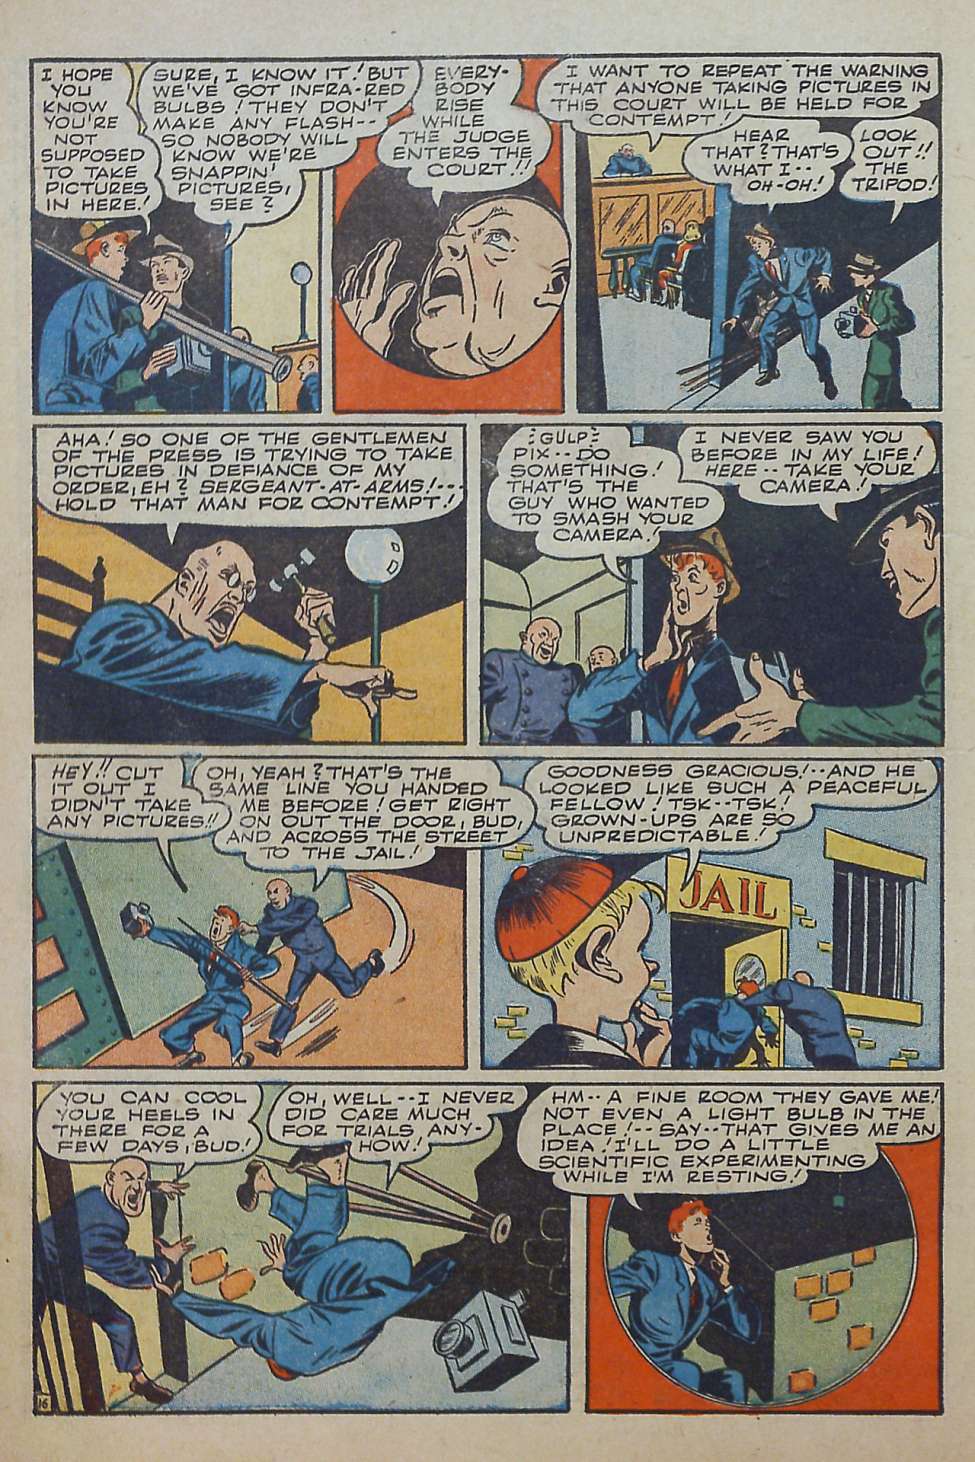 I HOPE
YOU
KNOW
YOU'RE
NOT
SUPPOSED
TO TAKE
PICTURES
IN HERE!
SURE, I KNOW IT! BUT
WE'VE GOT INFRA-RED
BULBS! THEY DON'T
MAKE ANY FLASH--
SO NOBODY WILL
KNOW WE'RE
SNAPPIN'
PICTURES,
SEE?
EVERY-
BODY
RISE
WHILE
THE JUDGE
ENTERS THE
COURT!!
I WANT TO REPEAT THE WARNING
THAT ANYONE TAKING PICTURES IN
THIS COURT WILL BE HELD FOR
CONTEMPT!
HEAR
THAT? THAT'S
WHAT I--
OH-OH!
LOOK
OUT!!
THE
TRIPOD!
AHA! SO ONE OF THE GENTLEMEN
OF THE PRESS IS TRYING TO TAKE
PICTURES IN DEFIANCE OF MY
ORDER, EH? SERGEANT-AT-ARMS!--
HOLD THAT MAN FOR CONTEMPT!
GULP
PIX--DO
SOMETHING!
THAT'S THE
GUY WHO WANTED
TO SMASH YOUR
CAMERA!
I NEVER SAW YOU
BEFORE IN MY LIFE!
HERE--TAKE YOUR
CAMERA!
HEY!! CUT
IT OUT I
DIDN'T TAKE
ANY PICTURES!!
OH, YEAH? THAT'S THE
SAME LINE YOU HANDED
ME BEFORE! GET RIGHT
ON OUT THE DOOR, BUD,
AND ACROSS THE STREET
TO THE JAIL!
GOODNESS GRACIOUS!--AND HE
LOOKED LIKE SUCH A PEACEFUL
FELLOW! TSK--TSK!
GROWN-UPS ARE SO
UNPREDICTABLE!
JAIL
YOU CAN COOL
YOUR HEELS IN
THERE FOR A
FEW DAYS, BUD!
OH, WELL--I NEVER
DID CARE MUCH
FOR TRIALS ANY-
HOW!
HM-- A FINE ROOM THEY GAVE ME!
NOT EVEN A LIGHT BULB IN THE
PLACE!--SAY--THAT GIVES ME AN
IDEA! I'LL DO A LITTLE
SCIENTIFIC EXPERIMENTING
WHILE I'M RESTING!
16